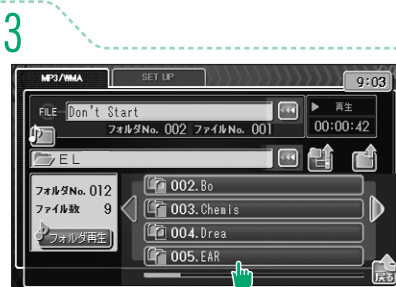 3
MP3/WMA
SET UP
9:03
FILE Don't Start
▶ 再生
フォルダNo. 002 ファイルNo. 001
00:00:42
EL
フォルダNo. 012
ファイル数 9
フォルダ再生
002.Bo
003.Chemis
004.Drea
005.EAR
戻る